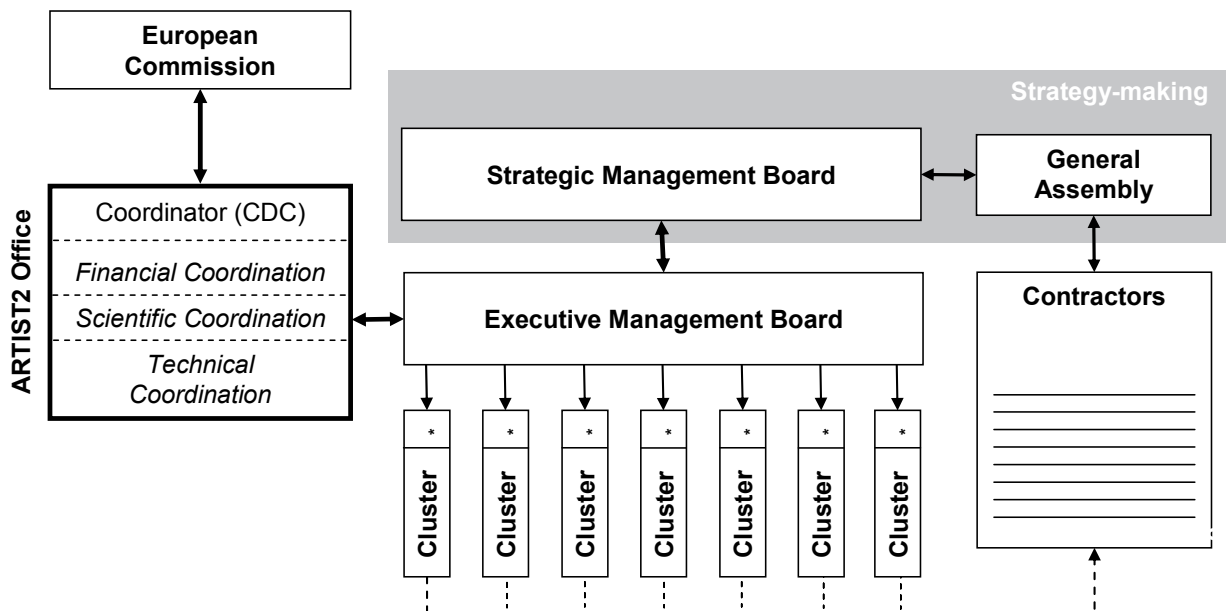 European
Commission
Strategy-making
Strategic Management Board
General
Assembly
ARTIST2 Office
Coordinator (CDC)
Financial Coordination
Scientific Coordination
Technical
Coordination
Executive Management Board
Contractors
*
*
*
*
*
*
*
Cluster
Cluster
Cluster
Cluster
Cluster
Cluster
Cluster